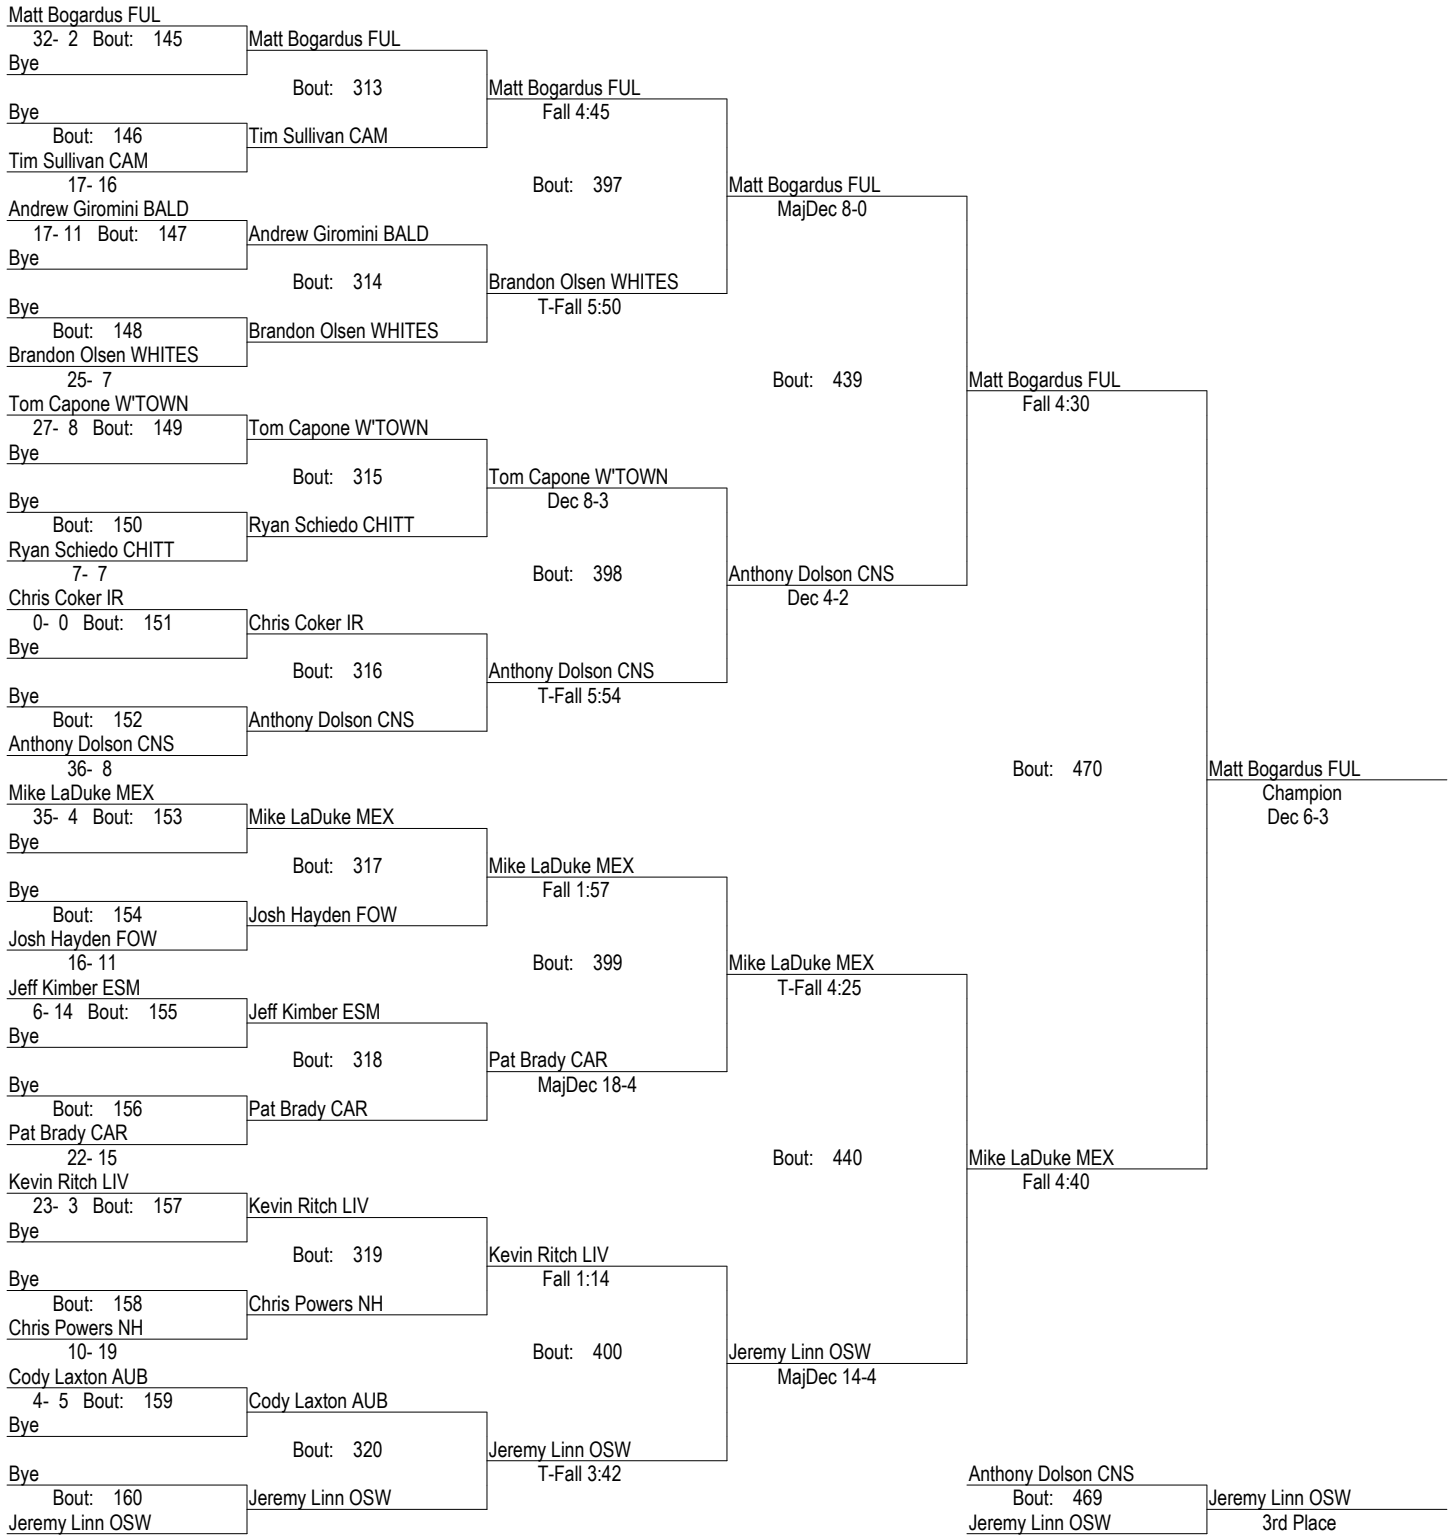 Matt Bogardus FUL
32- 2 Bout: 145
Bye
Matt Bogardus FUL
Bout: 313
Bye
Bout: 146
Tim Sullivan CAM
17- 16
Tim Sullivan CAM
Matt Bogardus FUL
Fall 4:45
Bout: 397
Andrew Giromini BALD
17- 11 Bout: 147
Bye
Andrew Giromini BALD
Bout: 314
Bye
Bout: 148
Brandon Olsen WHITES
25- 7
Brandon Olsen WHITES
Brandon Olsen WHITES
T-Fall 5:50
Matt Bogardus FUL
MajDec 8-0
Bout: 439
Tom Capone W'TOWN
27- 8 Bout: 149
Bye
Tom Capone W'TOWN
Bout: 315
Bye
Bout: 150
Ryan Schiedo CHITT
7- 7
Ryan Schiedo CHITT
Tom Capone W'TOWN
Dec 8-3
Bout: 398
Chris Coker IR
0- 0 Bout: 151
Bye
Chris Coker IR
Bout: 316
Bye
Bout: 152
Anthony Dolson CNS
36- 8
Anthony Dolson CNS
Anthony Dolson CNS
T-Fall 5:54
Anthony Dolson CNS
Dec 4-2
Matt Bogardus FUL
Fall 4:30
Bout: 470
Matt Bogardus FUL
Champion
Dec 6-3
Mike LaDuke MEX
35- 4 Bout: 153
Bye
Mike LaDuke MEX
Bout: 317
Bye
Bout: 154
Josh Hayden FOW
16- 11
Josh Hayden FOW
Mike LaDuke MEX
Fall 1:57
Bout: 399
Jeff Kimber ESM
6- 14 Bout: 155
Bye
Jeff Kimber ESM
Bout: 318
Bye
Bout: 156
Pat Brady CAR
22- 15
Pat Brady CAR
Pat Brady CAR
MajDec 18-4
Mike LaDuke MEX
T-Fall 4:25
Bout: 440
Mike LaDuke MEX
Fall 4:40
Kevin Ritch LIV
23- 3 Bout: 157
Bye
Kevin Ritch LIV
Bout: 319
Bye
Bout: 158
Chris Powers NH
10- 19
Chris Powers NH
Kevin Ritch LIV
Fall 1:14
Bout: 400
Cody Laxton AUB
4- 5 Bout: 159
Bye
Cody Laxton AUB
Bout: 320
Bye
Bout: 160
Jeremy Linn OSW
Jeremy Linn OSW
Jeremy Linn OSW
T-Fall 3:42
Jeremy Linn OSW
MajDec 14-4
Anthony Dolson CNS
Bout: 469
Jeremy Linn OSW
Jeremy Linn OSW
3rd Place